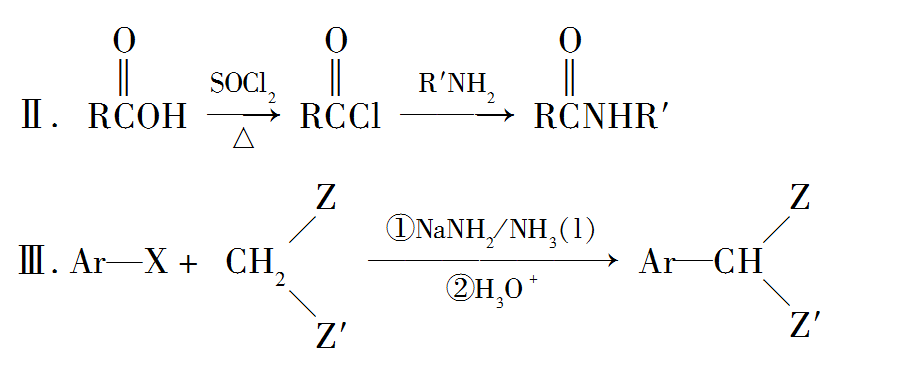 O O O
Ⅱ. RCOH SOCl₂ △ RCCl R′NH₂ RCNHR′
Z Z
Ⅲ. Ar—X + CH₂ ①NaNH₂/NH₃(l) ②H₃O⁺ Ar—CH
Z′ Z′